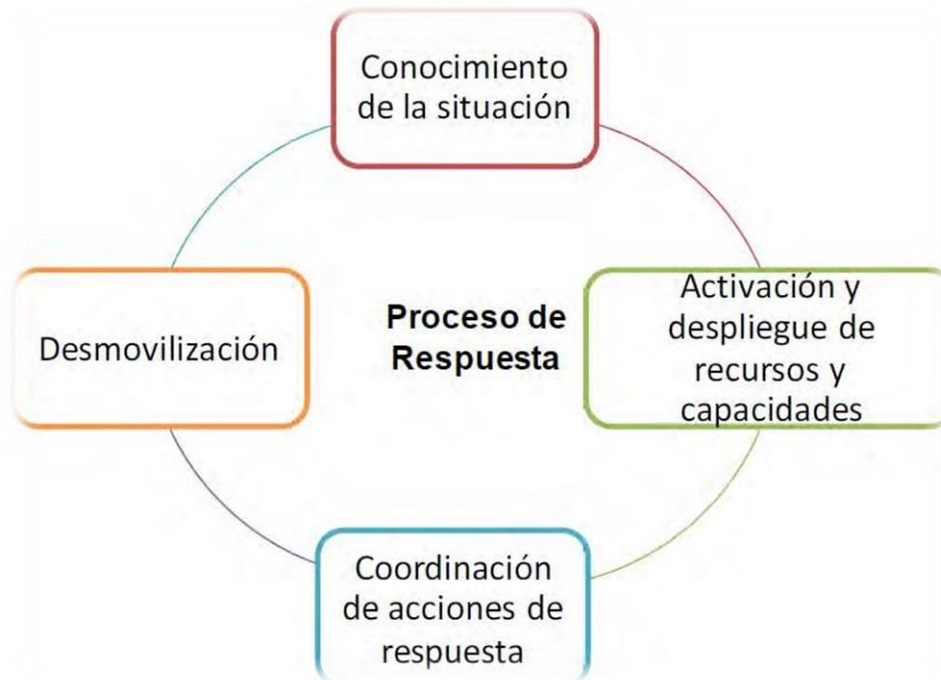 Conocimiento
de la situación
Activación y
despliegue de
recursos y
capacidades
Proceso de
Respuesta
Desmovilización
Coordinación
de acciones de
respuesta